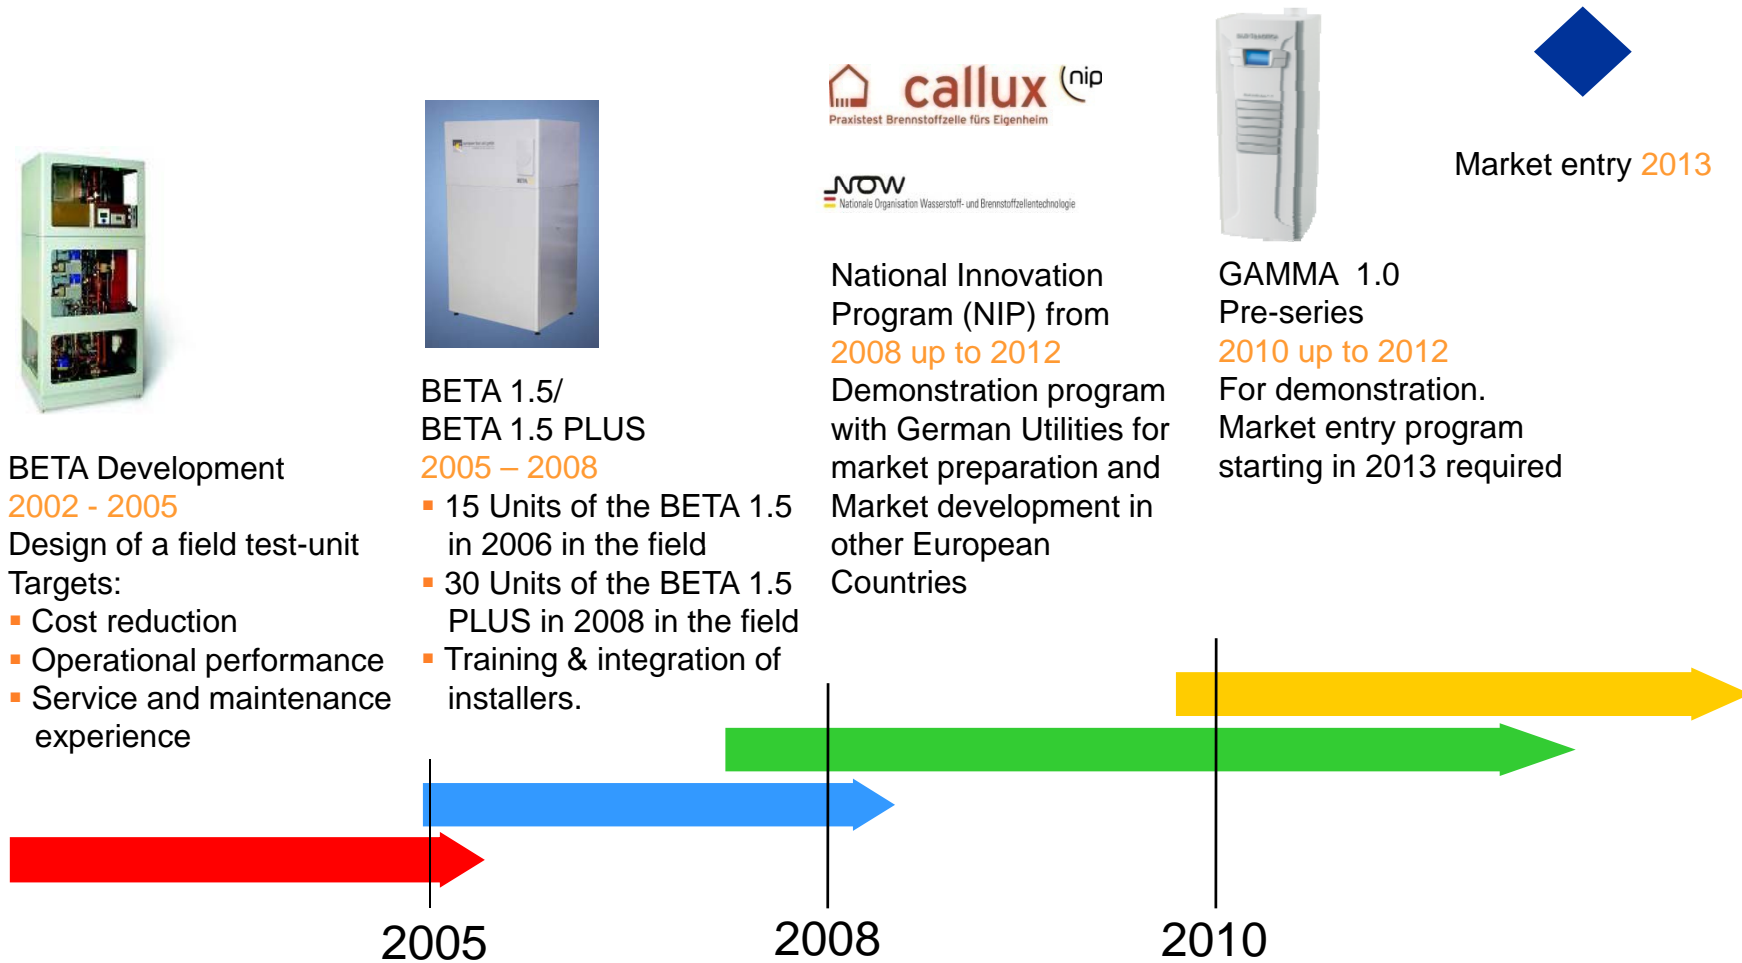 BETA Development
2002 - 2005
Design of a field test-unit
Targets:
Cost reduction
Operational performance
Service and maintenance
experience
BETA 1.5/
BETA 1.5 PLUS
2005 – 2008
15 Units of the BETA 1.5
in 2006 in the field
30 Units of the BETA 1.5
PLUS in 2008 in the field
Training & integration of
installers.
callux (nip
Praxistest Brennstoffzelle fürs Eigenheim
NOW
Nationale Organisation Wasserstoff- und Brennstoffzellentechnologie
National Innovation
Program (NIP) from
2008 up to 2012
Demonstration program
with German Utilities for
market preparation and
Market development in
other European
Countries
GAMMA 1.0
Pre-series
2010 up to 2012
For demonstration.
Market entry program
starting in 2013 required
Market entry 2013
2005
2008
2010